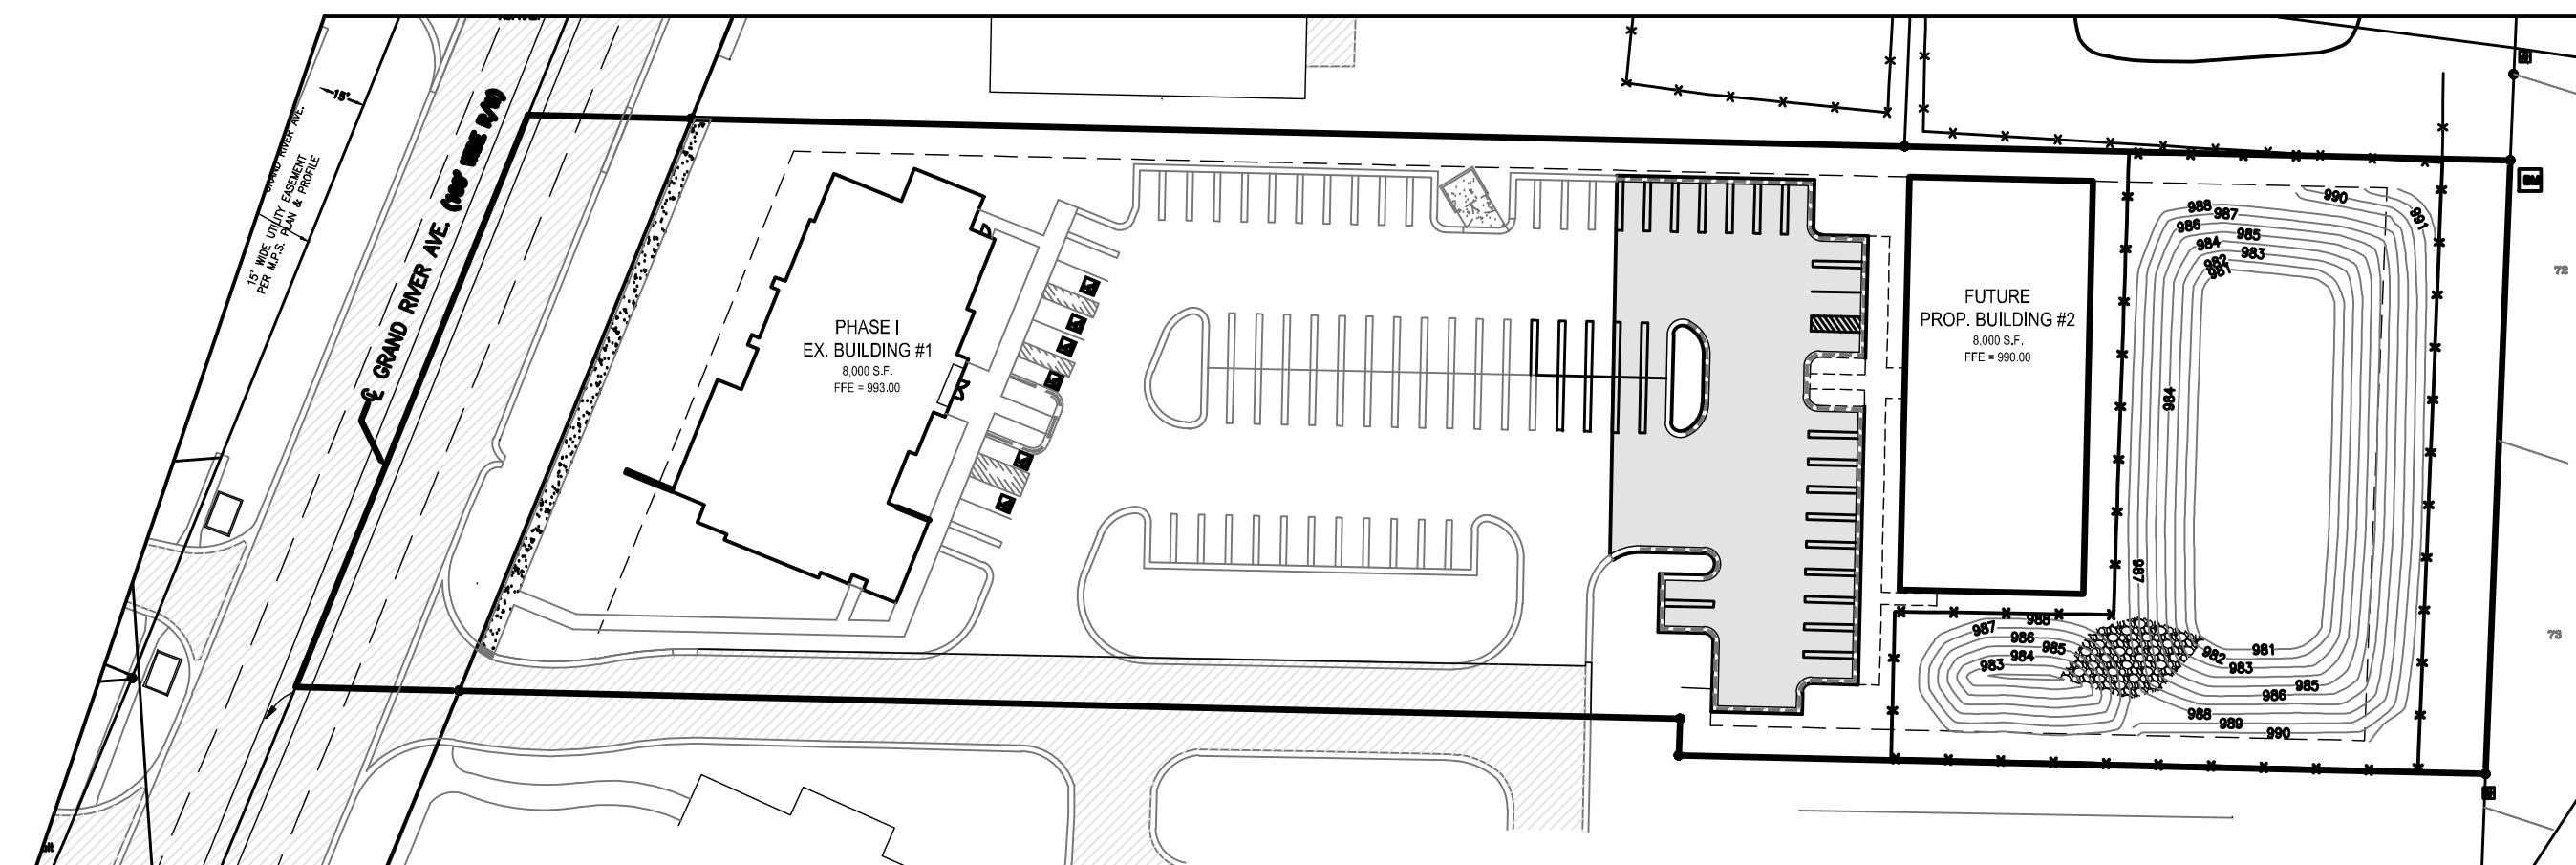 15'
GRAND RIVER AVE.
15' WIDE UTILITY EASEMENT
PER M.P.S. PLAN & PROFILE
℄ GRAND RIVER AVE. (100' WIDE R/W)
PHASE I
EX. BUILDING #1
8,000 S.F.
FFE = 993.00
FUTURE
PROP. BUILDING #2
8,000 S.F.
FFE = 990.00
BM
72
73
990
991
988
987
986
985
984
983
982
981
984
987
988
987
986
985
984
983
981
982
983
985
986
988
989
990